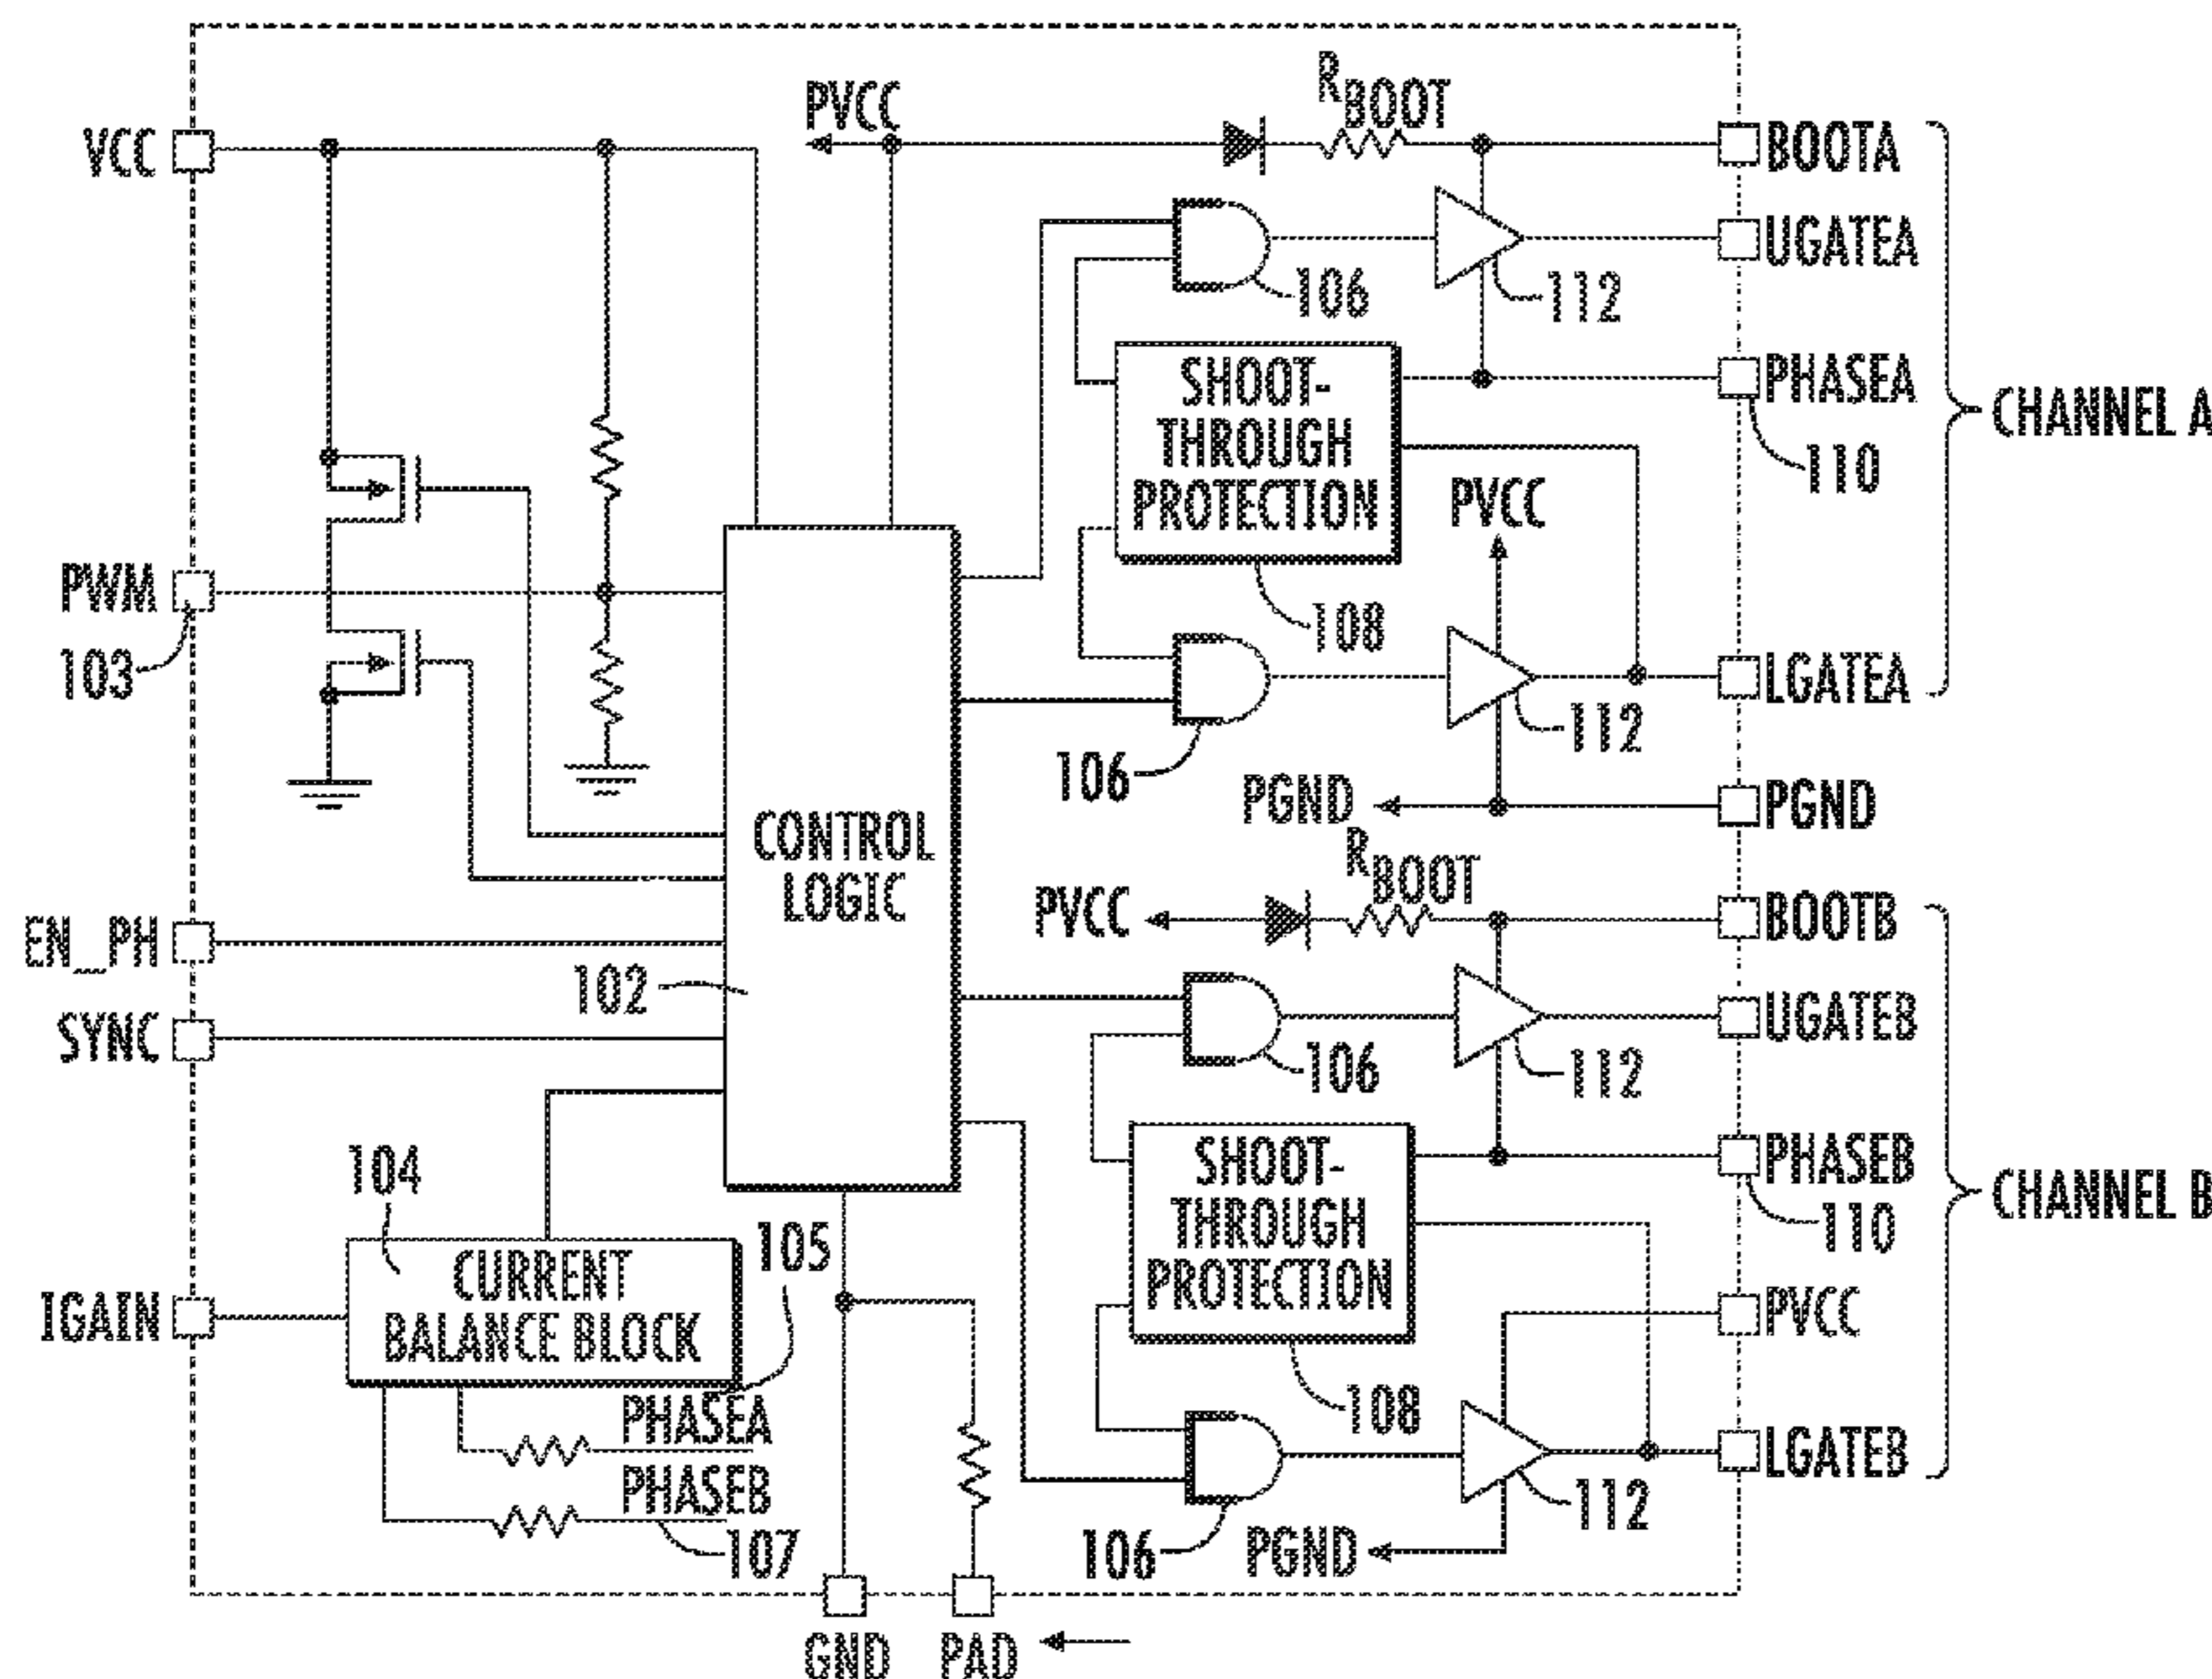 PVCC
RBOOT
VCC
BOOTA
UGATEA
106
112
SHOOT-
THROUGH
PROTECTION
PHASEA
110
CHANNEL A
PVCC
PWM
103
108
LGATEA
112
106
PGND
PGND
CONTROL
LOGIC
RBOOT
PVCC
BOOTB
EN_PH
102
UGATEB
SYNC
106
112
SHOOT-
THROUGH
PROTECTION
PHASEB
110
CHANNEL B
104
105
CURRENT
BALANCE BLOCK
IGAIN
PVCC
PHASEA
108
PHASEB
LGATEB
107
106
PGND
112
GND
PAD